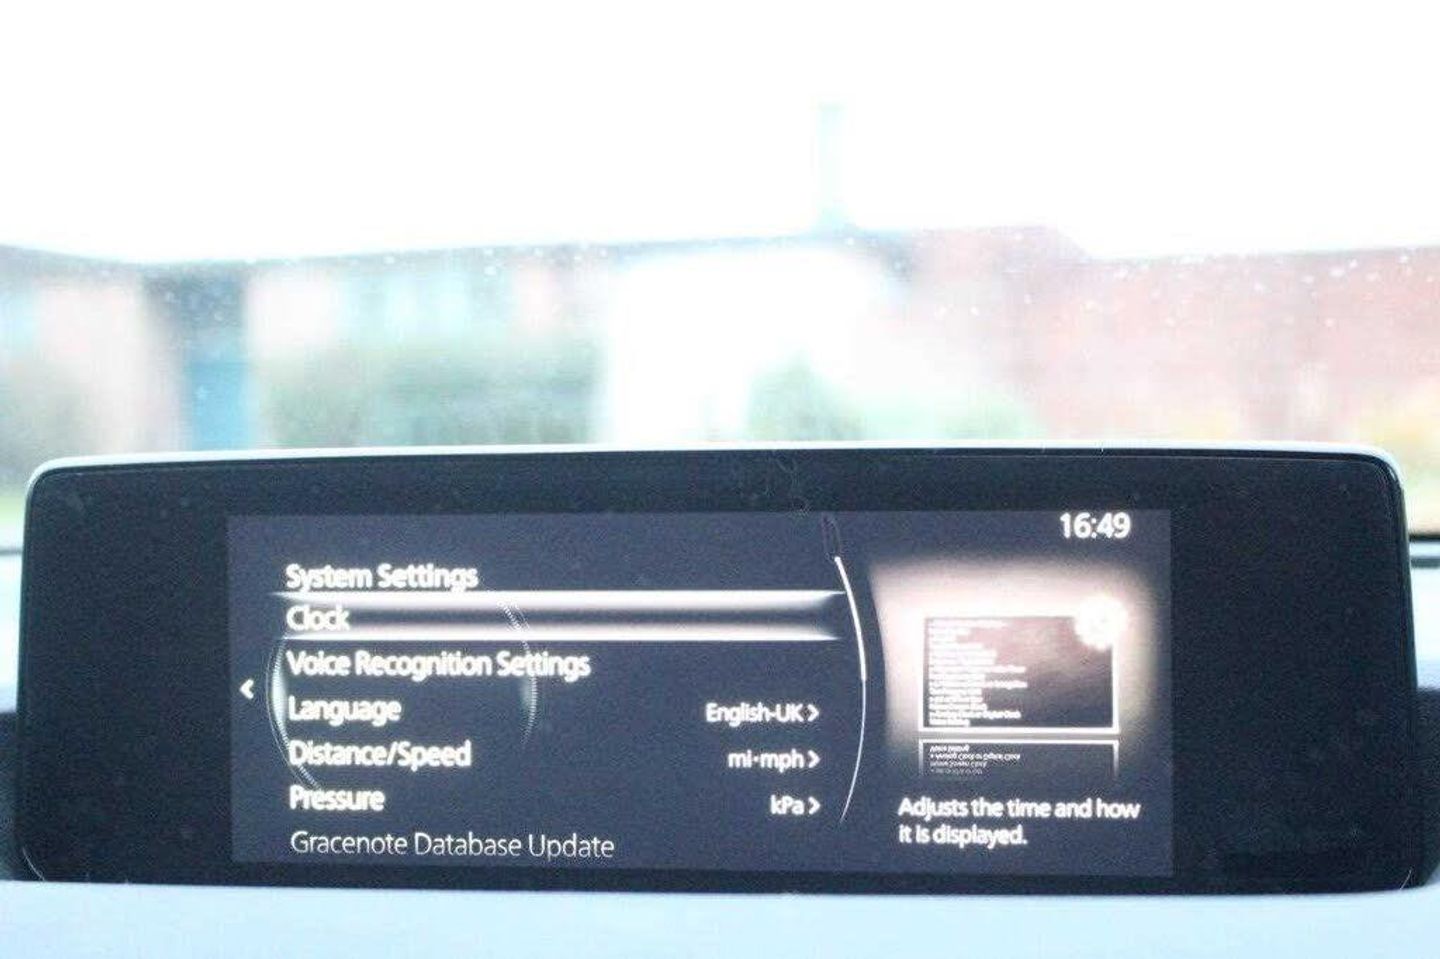 16:49
System Settings
Clock
Voice Recognition Settings
Language English-UK >
Distance/Speed mi·mph >
Pressure kPa >
Gracenote Database Update
<
Adjusts the time and how
it is displayed.